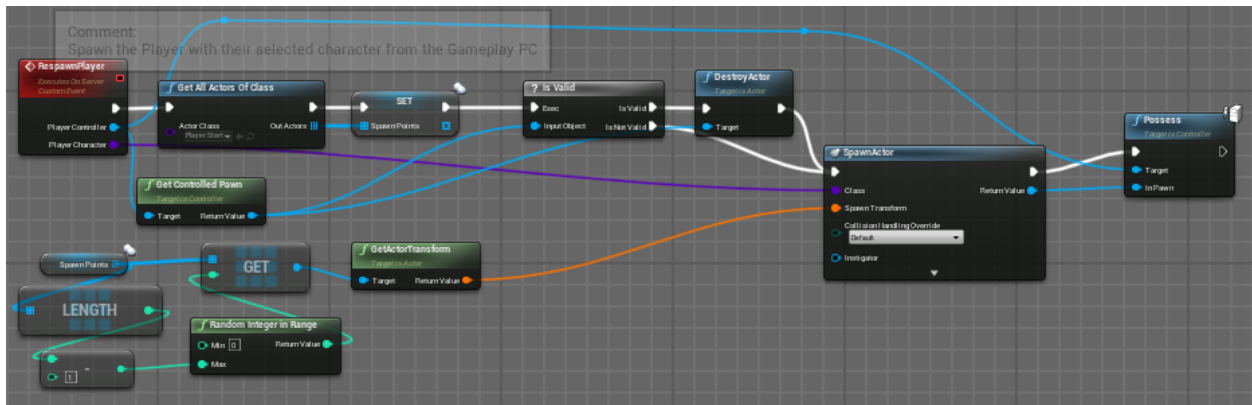 Comment:
Spawn the Player with their selected character from the Gameplay PC
RespawnPlayer
Executes On Server
Custom Event
Player Controller
Player Character
Get All Actors Of Class
Actor Class
Player Start
Out Actors
SET
Spawn Points
? Is Valid
Exec
Is Valid
Input Object
Is Not Valid
DestroyActor
Target is Actor
Target
Get Controlled Pawn
Target is Controller
Target
Return Value
SpawnActor
Class
Return Value
Spawn Transform
Collision Handling Override
Default
Instigator
Possess
Target is Controller
Target
In Pawn
Spawn Points
GET
GetActorTransform
Target is Actor
Target
Return Value
LENGTH
Random Integer in Range
Min 0
Return Value
Max
1
-